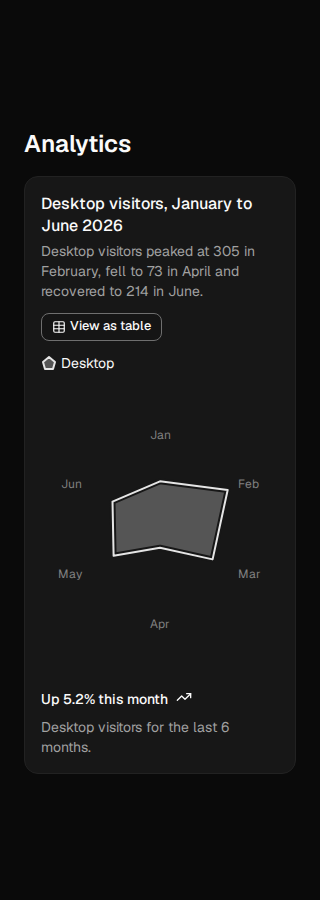 Analytics
Desktop visitors, January to
June 2026
Desktop visitors peaked at 305 in
February, fell to 73 in April and
recovered to 214 in June.
View as table
Desktop
Jan
Jun
Feb
May
Mar
Apr
Up 5.2% this month
Desktop visitors for the last 6
months.